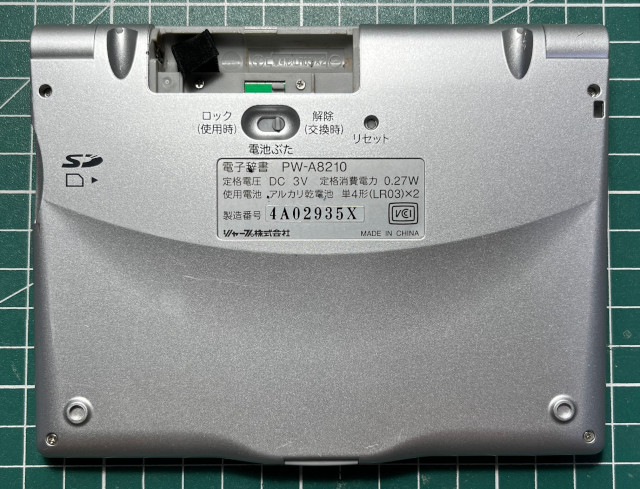 ロック
(使用時)
解除
(交換時)
電池ぶた
リセット
SD
電子辞書 PW-A8210
定格電圧 DC 3V 定格消費電力 0.27W
使用電池 アルカリ乾電池 単4形(LR03)×2
製造番号 4A02935X
VCI
シャープ株式会社
MADE IN CHINA